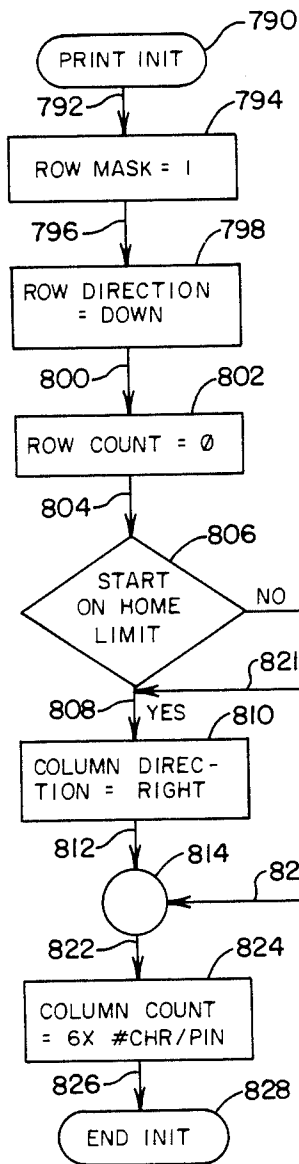 790
PRINT INIT
792
794
ROW MASK = 1
796
798
ROW DIRECTION
= DOWN
800
802
ROW COUNT = Ø
804
806
START
ON HOME
LIMIT
NO
821
808
YES
810
COLUMN DIREC-
TION = RIGHT
812
814
822
824
COLUMN COUNT
= 6X #CHR/PIN
826
828
END INIT